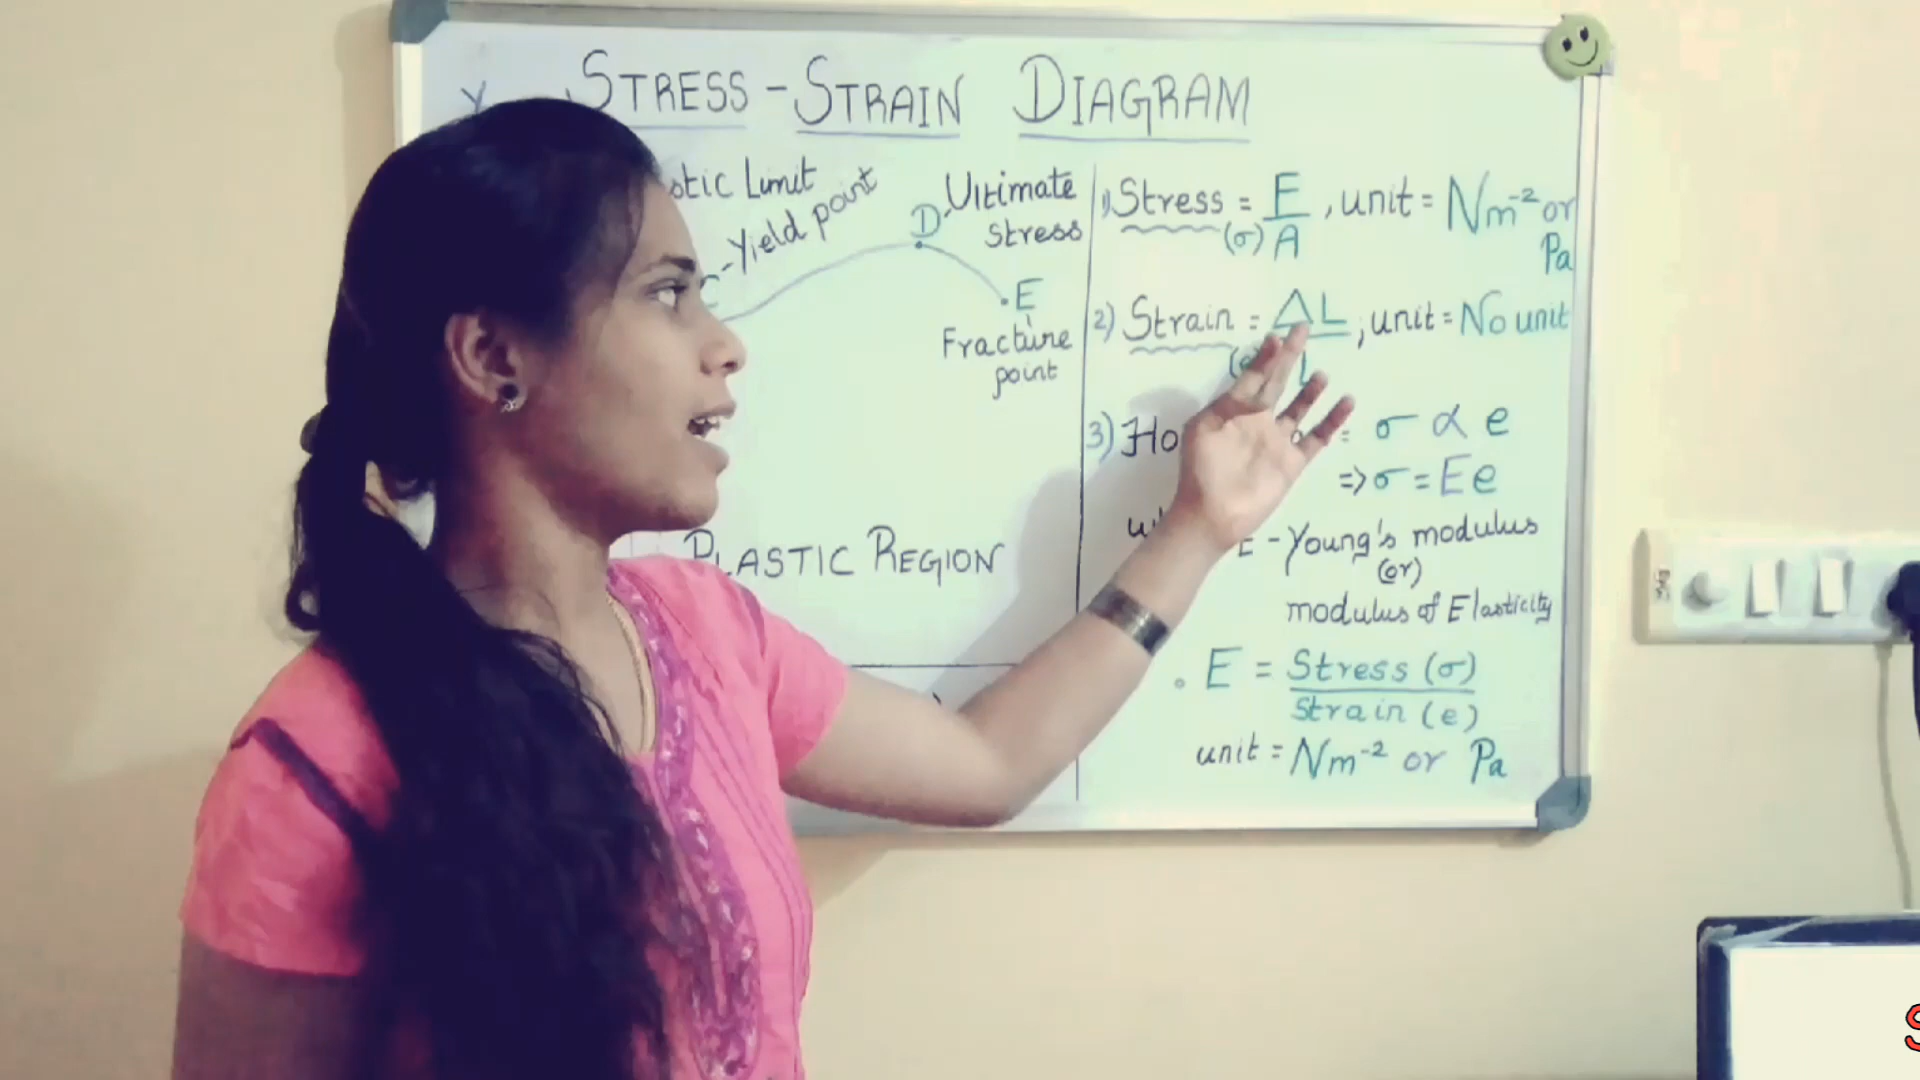 Y
STRESS - STRAIN DIAGRAM
stic Limit
- Yield point
D - Ultimate
Stress
E
Fracture
point
PLASTIC REGION
1) Stress = F/A , unit = Nm⁻² or
(σ)
Pa
2) Strain = ΔL/L ; unit = No unit
3) Ho = σ ∝ e
=> σ = Ee
E - Young's modulus
(or)
modulus of Elasticity
E = Stress (σ)
Strain (e)
unit = Nm⁻² or Pa